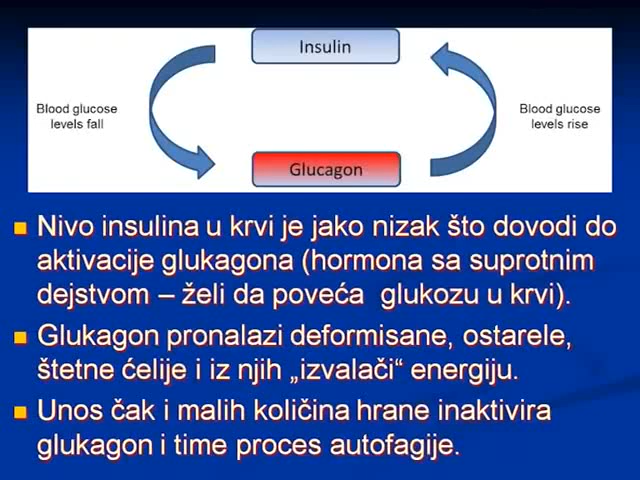 Insulin
Blood glucose
levels fall
Blood glucose
levels rise
Glucagon
Nivo insulina u krvi je jako nizak što dovodi do
aktivacije glukagona (hormona sa suprotnim
dejstvom – želi da poveća glukozu u krvi).
Glukagon pronalazi deformisane, ostarele,
štetne ćelije i iz njih „izvalači“ energiju.
Unos čak i malih količina hrane inaktivira
glukagon i time proces autofagije.